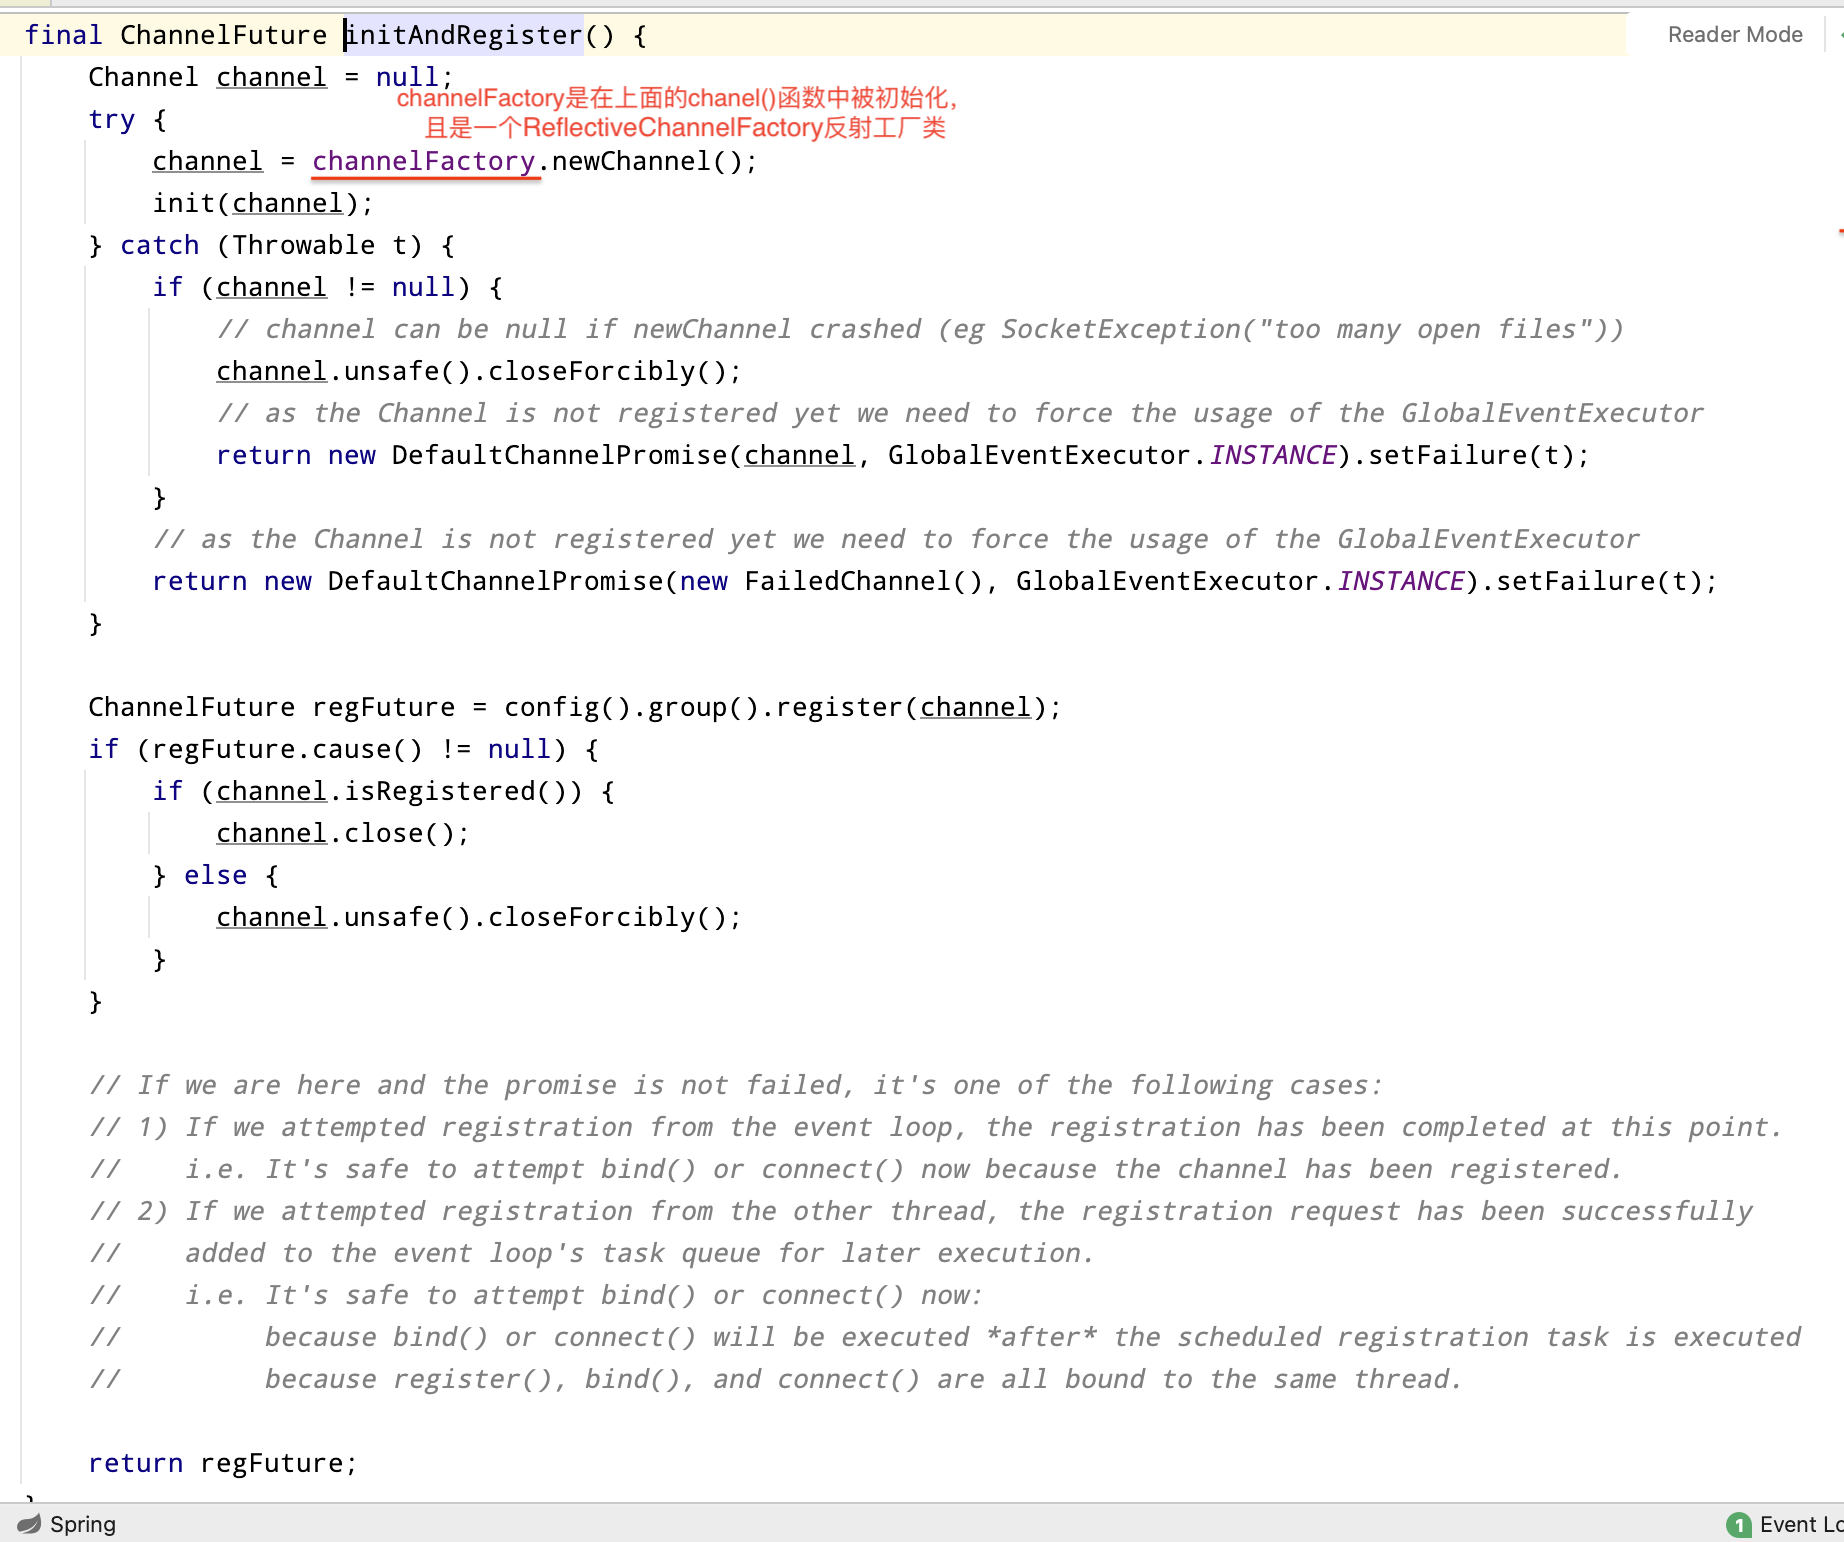 final ChannelFuture initAndRegister() {
Reader Mode
Channel channel = null;
channelFactory是在上面的chanel()函数中被初始化，
且是一个ReflectiveChannelFactory反射工厂类
try {
channel = channelFactory.newChannel();
init(channel);
} catch (Throwable t) {
if (channel != null) {
// channel can be null if newChannel crashed (eg SocketException("too many open files"))
channel.unsafe().closeForcibly();
// as the Channel is not registered yet we need to force the usage of the GlobalEventExecutor
return new DefaultChannelPromise(channel, GlobalEventExecutor.INSTANCE).setFailure(t);
}
// as the Channel is not registered yet we need to force the usage of the GlobalEventExecutor
return new DefaultChannelPromise(new FailedChannel(), GlobalEventExecutor.INSTANCE).setFailure(t);
}
ChannelFuture regFuture = config().group().register(channel);
if (regFuture.cause() != null) {
if (channel.isRegistered()) {
channel.close();
} else {
channel.unsafe().closeForcibly();
}
}
// If we are here and the promise is not failed, it's one of the following cases:
// 1) If we attempted registration from the event loop, the registration has been completed at this point.
//    i.e. It's safe to attempt bind() or connect() now because the channel has been registered.
// 2) If we attempted registration from the other thread, the registration request has been successfully
//    added to the event loop's task queue for later execution.
//    i.e. It's safe to attempt bind() or connect() now:
//         because bind() or connect() will be executed *after* the scheduled registration task is executed
//         because register(), bind(), and connect() are all bound to the same thread.
return regFuture;
}
Spring
1 Event Lo